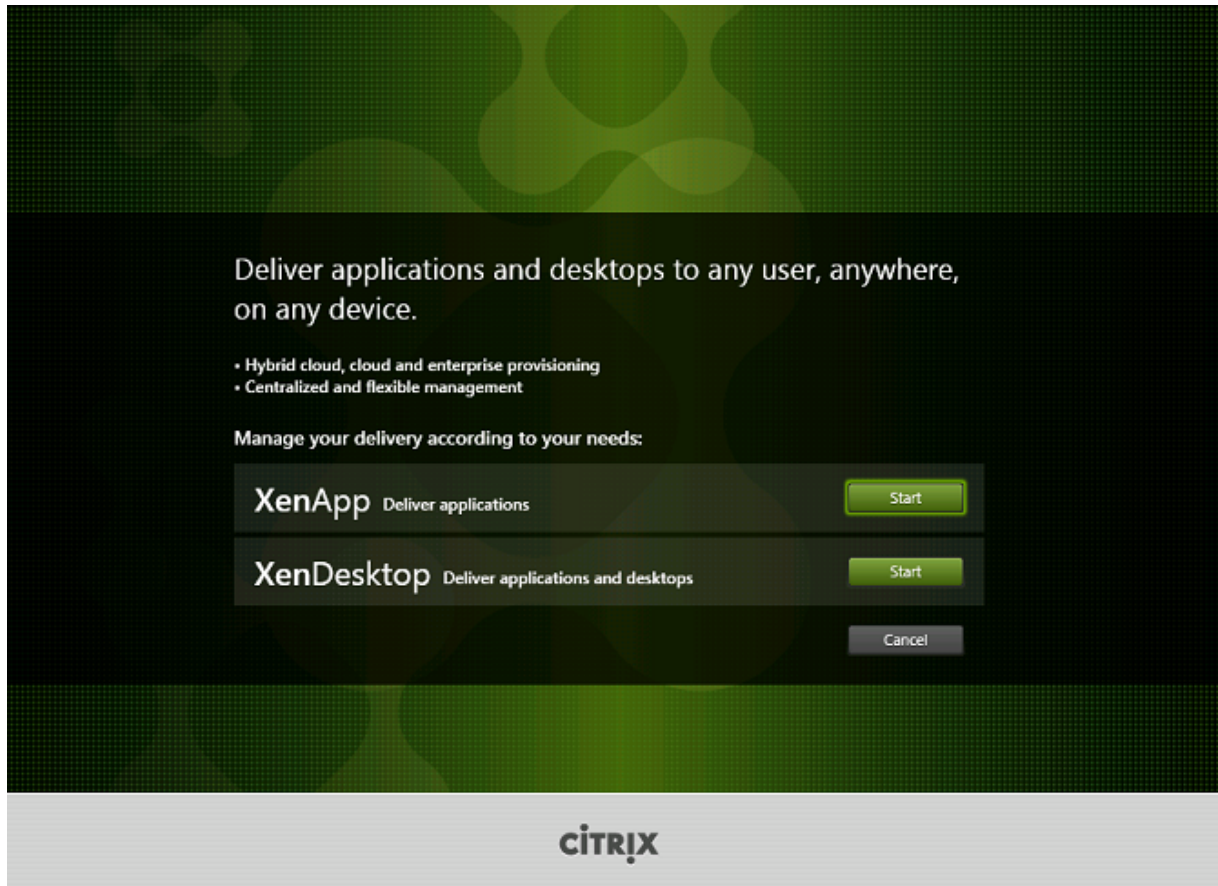 Deliver applications and desktops to any user, anywhere,
on any device.
• Hybrid cloud, cloud and enterprise provisioning
• Centralized and flexible management
Manage your delivery according to your needs:
XenApp Deliver applications Start
XenDesktop Deliver applications and desktops Start
Cancel
CİTRỊX